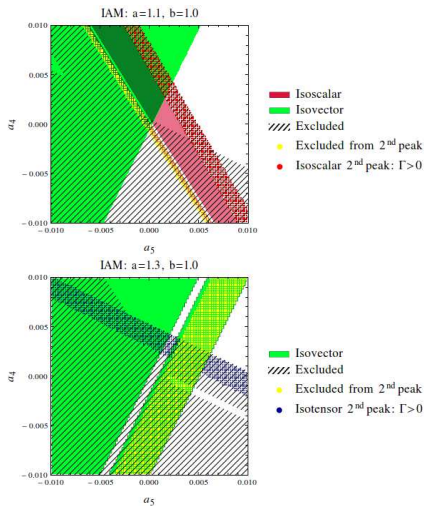 IAM: a=1.1, b=1.0
0.010
0.005
0.000
−0.005
−0.010
a4
−0.010 −0.005 0.000 0.005 0.010
a5
Isoscalar
Isovector
Excluded
Excluded from 2nd peak
Isoscalar 2nd peak: Γ>0
IAM: a=1.3, b=1.0
0.010
0.005
0.000
−0.005
−0.010
a4
−0.010 −0.005 0.000 0.005 0.010
a5
Isovector
Excluded
Excluded from 2nd peak
Isotensor 2nd peak: Γ>0